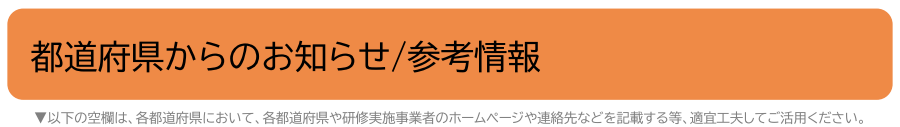 都道府県からのお知らせ/参考情報
▼以下の空欄は、各都道府県において、各都道府県や研修実施事業者のホームページや連絡先などを記載する等、適宜工夫してご活用ください。